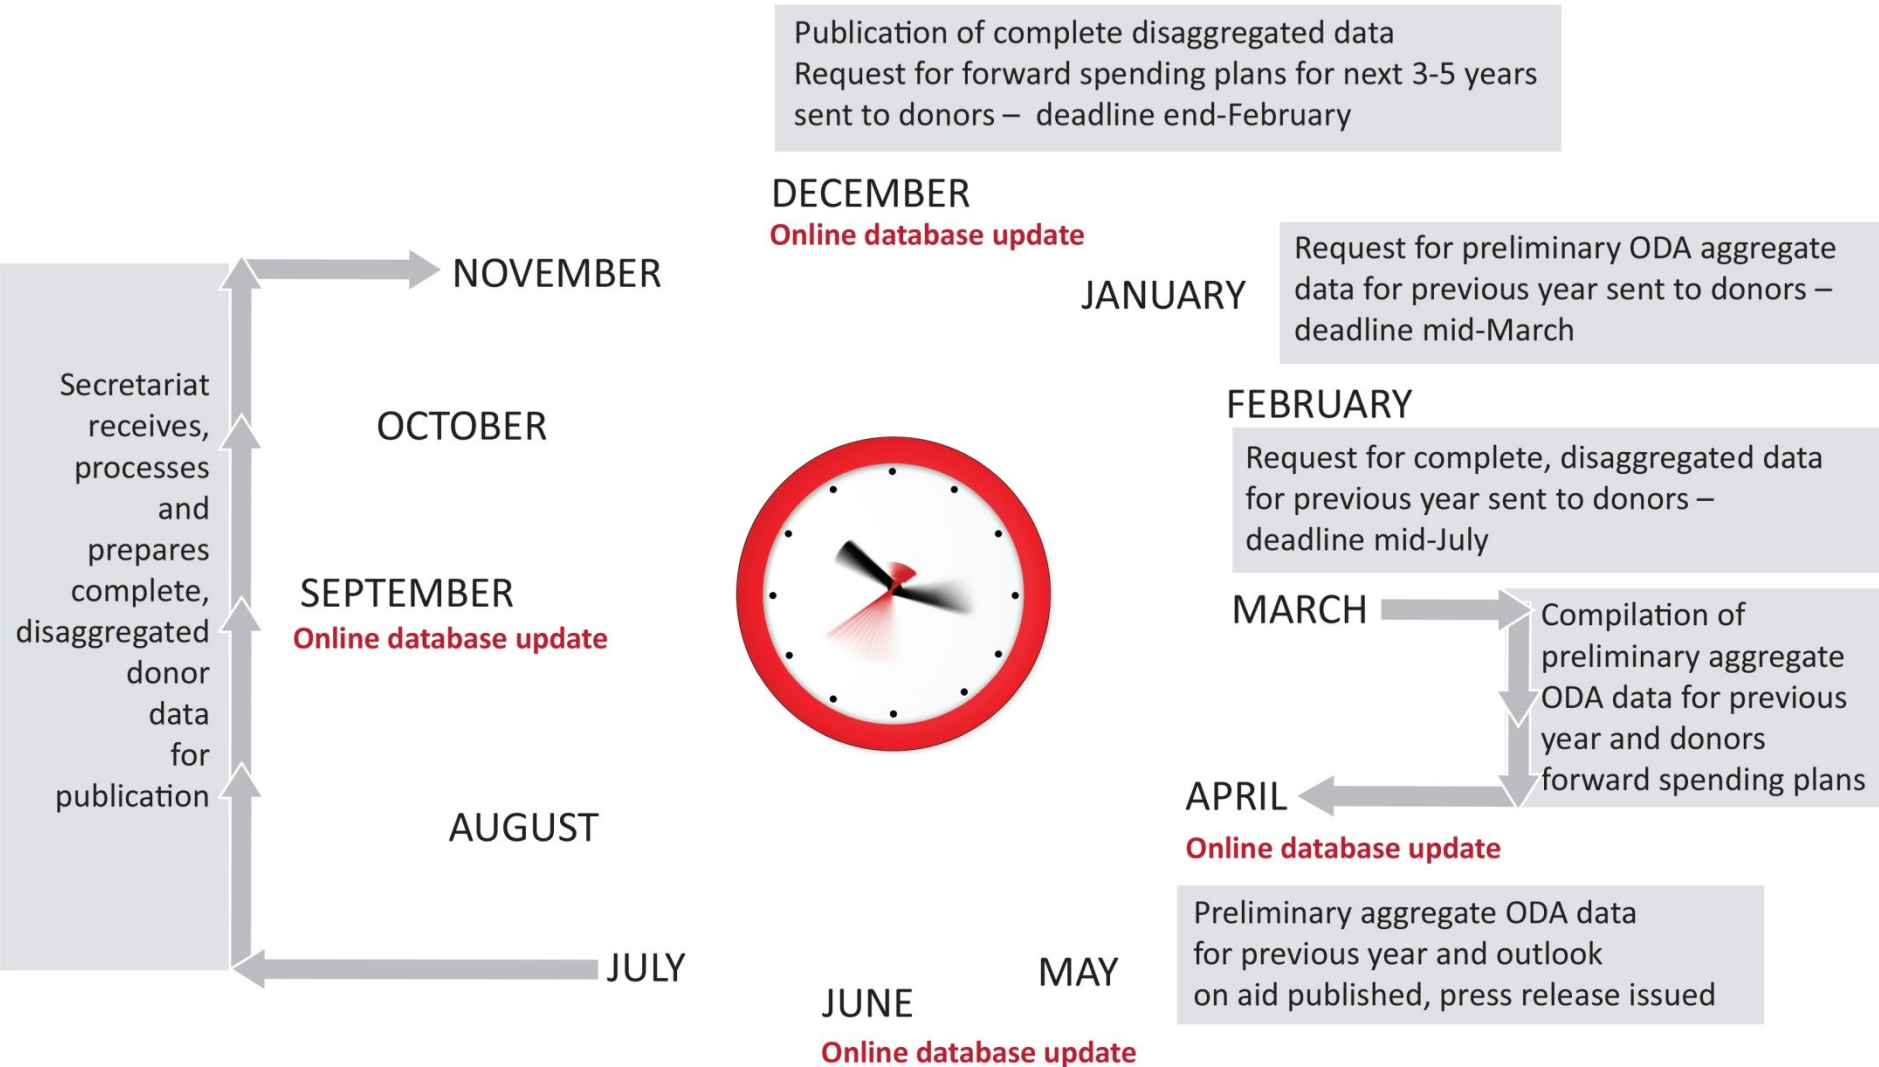 Publication of complete disaggregated data
Request for forward spending plans for next 3-5 years
sent to donors – deadline end-February
DECEMBER
Online database update
JANUARY
Request for preliminary ODA aggregate
data for previous year sent to donors –
deadline mid-March
FEBRUARY
Request for complete, disaggregated data
for previous year sent to donors –
deadline mid-July
MARCH
Compilation of
preliminary aggregate
ODA data for previous
year and donors
forward spending plans
APRIL
Online database update
Preliminary aggregate ODA data
for previous year and outlook
on aid published, press release issued
MAY
JUNE
Online database update
JULY
Secretariat
receives,
processes
and
prepares
complete,
disaggregated
donor
data
for
publication
AUGUST
SEPTEMBER
Online database update
OCTOBER
NOVEMBER